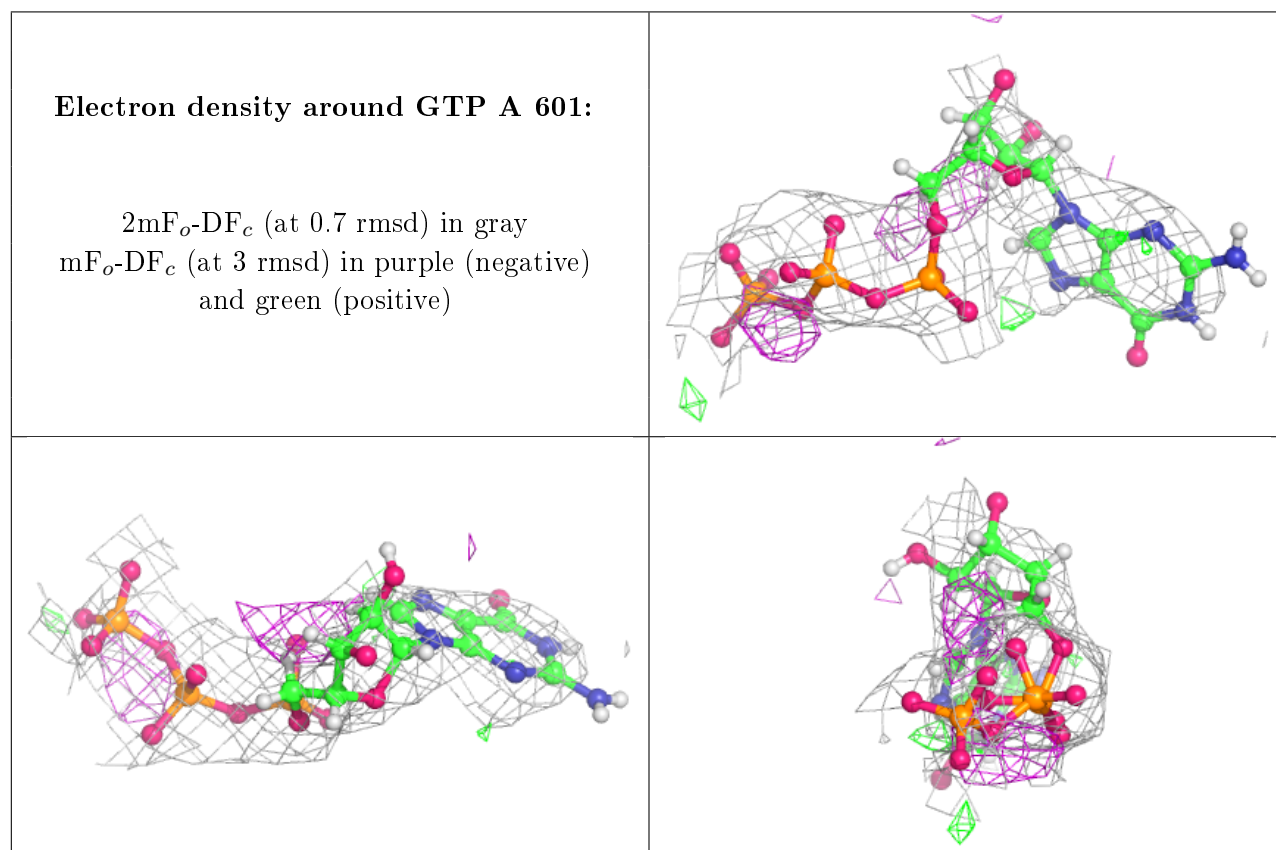 Electron density around GTP A 601:
2mFo-DFc (at 0.7 rmsd) in gray
mFo-DFc (at 3 rmsd) in purple (negative)
and green (positive)